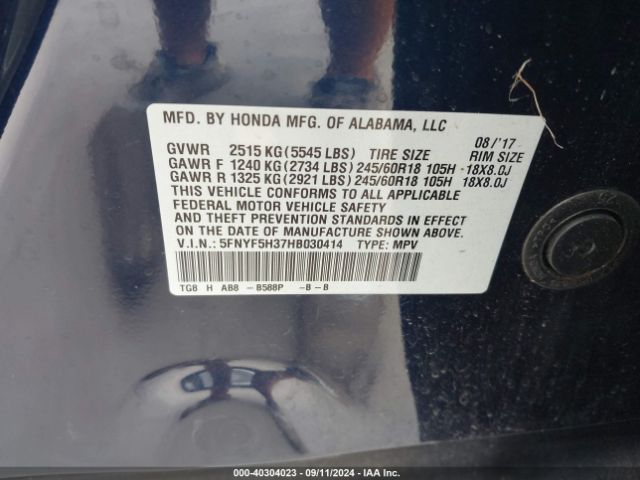 MFD. BY HONDA MFG. OF ALABAMA, LLC
08/'17
GVWR 2515 KG(5545 LBS) TIRE SIZE RIM SIZE
GAWR F 1240 KG(2734 LBS) 245/60R18 105H -18X8.0J
GAWR R 1325 KG(2921 LBS) 245/60R18 105H 18X8.0J
THIS VEHICLE CONFORMS TO ALL APPLICABLE
FEDERAL MOTOR VEHICLE SAFETY
AND THEFT PREVENTION STANDARDS IN EFFECT
ON THE DATE OF MANUFACTURE SHOWN ABOVE.
V.I.N.: 5FNYF5H37HB030414 TYPE: MPV
TG8 H AB8 -B588P -B-B
000-40304023 - 09/11/2024 - IAA Inc.